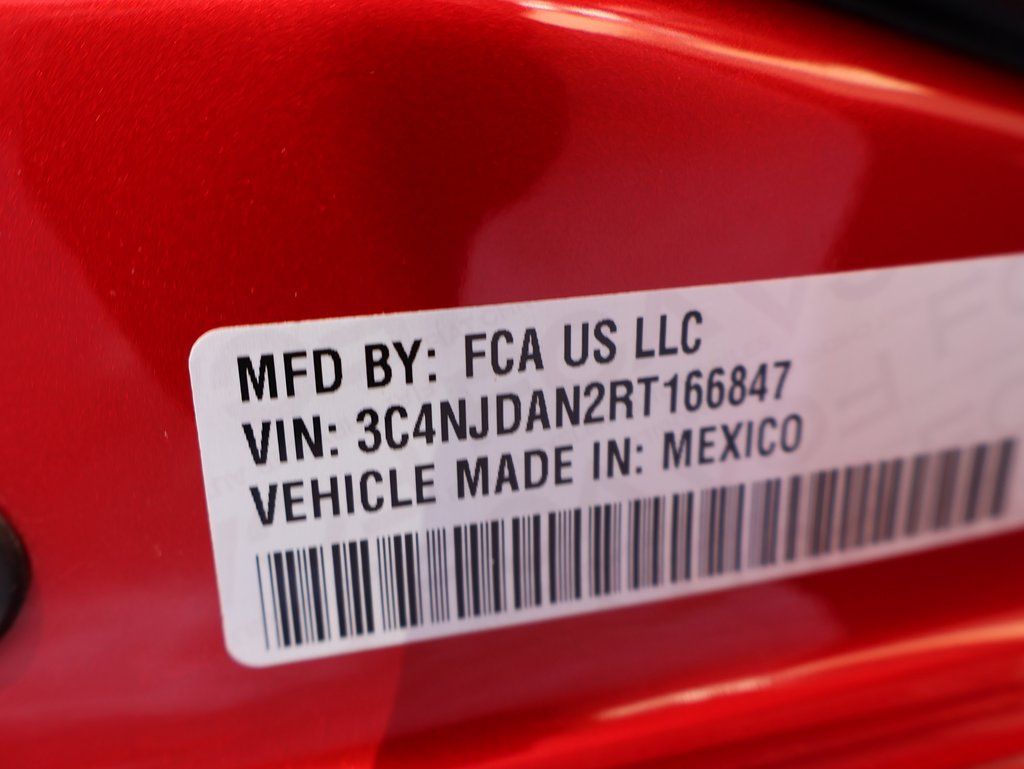 MFD BY: FCA US LLC
VIN: 3C4NJDAN2RT166847
VEHICLE MADE IN: MEXICO